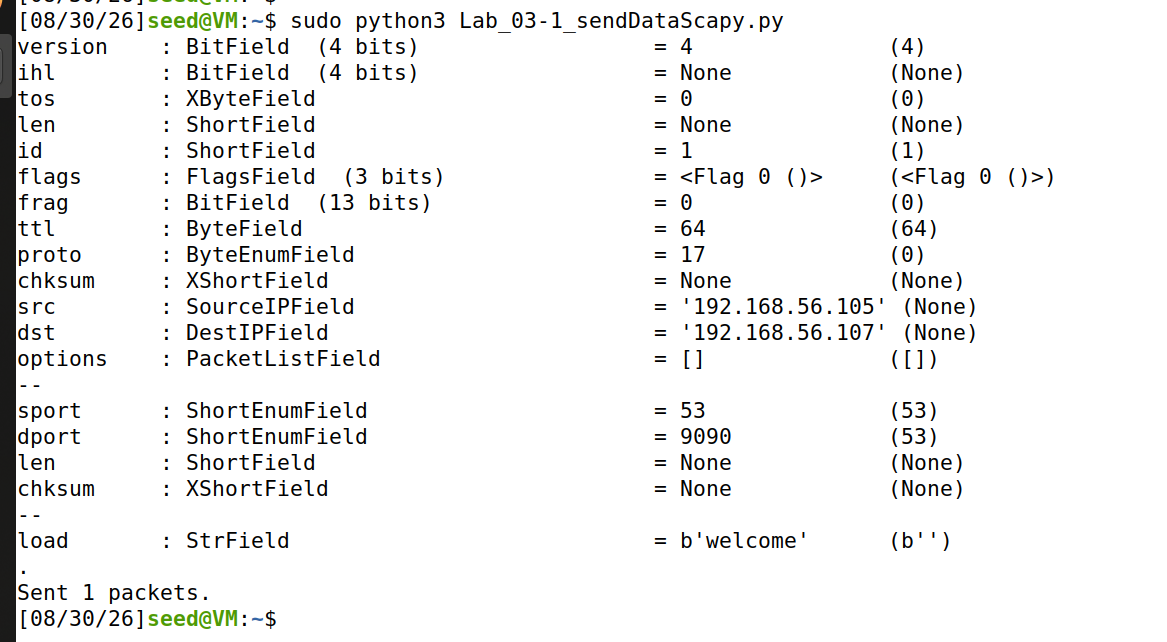 [08/30/26]seed@VM:~$
[08/30/26]seed@VM:~$ sudo python3 Lab_03-1_sendDataScapy.py
version    : BitField  (4 bits)                  = 4               (4)
ihl        : BitField  (4 bits)                  = None            (None)
tos        : XByteField                          = 0               (0)
len        : ShortField                          = None            (None)
id         : ShortField                          = 1               (1)
flags      : FlagsField  (3 bits)                = <Flag 0 ()>     (<Flag 0 ()>)
frag       : BitField  (13 bits)                 = 0               (0)
ttl        : ByteField                           = 64              (64)
proto      : ByteEnumField                       = 17              (0)
chksum     : XShortField                         = None            (None)
src        : SourceIPField                       = '192.168.56.105' (None)
dst        : DestIPField                         = '192.168.56.107' (None)
options    : PacketListField                     = []              ([])
--
sport      : ShortEnumField                      = 53              (53)
dport      : ShortEnumField                      = 9090            (53)
len        : ShortField                          = None            (None)
chksum     : XShortField                         = None            (None)
--
load       : StrField                            = b'welcome'      (b'')
.
Sent 1 packets.
[08/30/26]seed@VM:~$